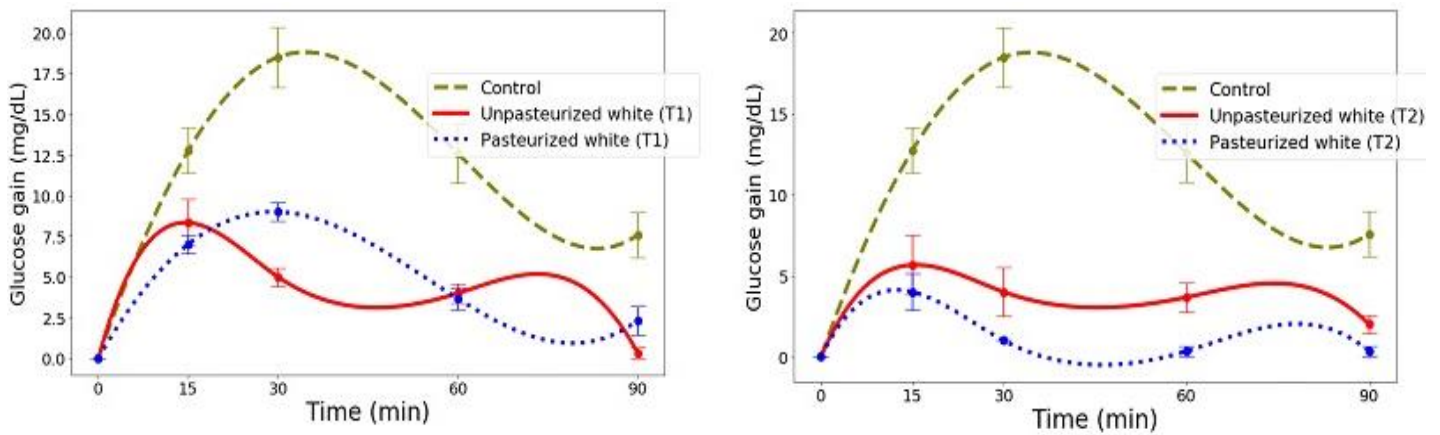 Glucose gain (mg/dL)
20.0
17.5
15.0
12.5
10.0
7.5
5.0
2.5
0.0
Control
Unpasteurized white (T1)
Pasteurized white (T1)
0 15 30 60 90
Time (min)
Glucose gain (mg/dL)
20
15
10
5
0
Control
Unpasteurized white (T2)
Pasteurized white (T2)
0 15 30 60 90
Time (min)